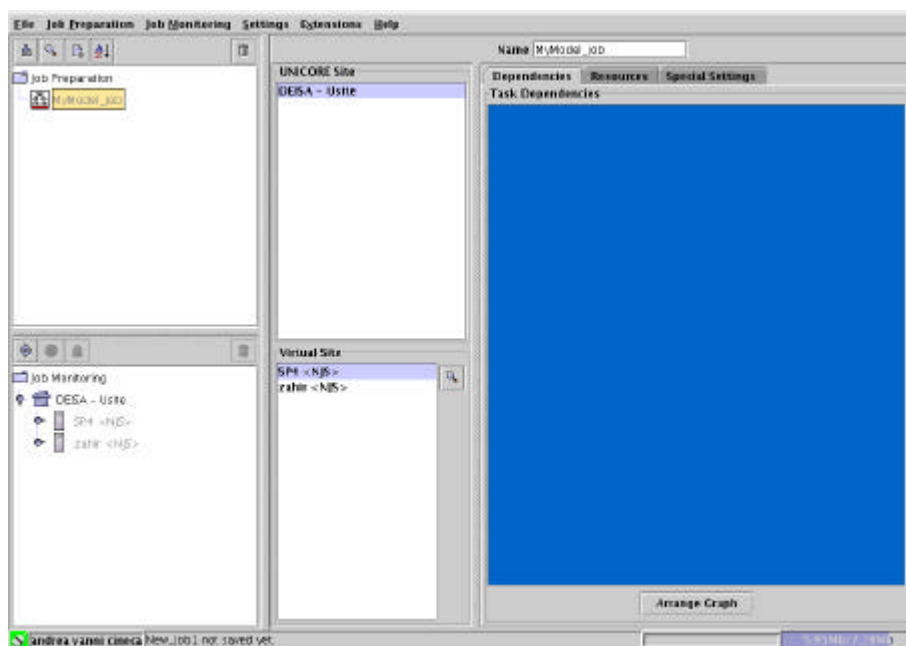 File Job Preparation Job Monitoring Settings Extensions Help
Name MyModel_job
Job Preparation
MyModel_job
UNICORE Site
DEISA - Usite
Dependencies Resources Special Settings
Task Dependencies
Job Monitoring
DEISA - Usite
SP4 <NJS>
zahir <NJS>
Virtual Site
SP4 <NJS>
zahir <NJS>
Arrange Graph
andrea vanni cineca New_Job1 not saved yet.